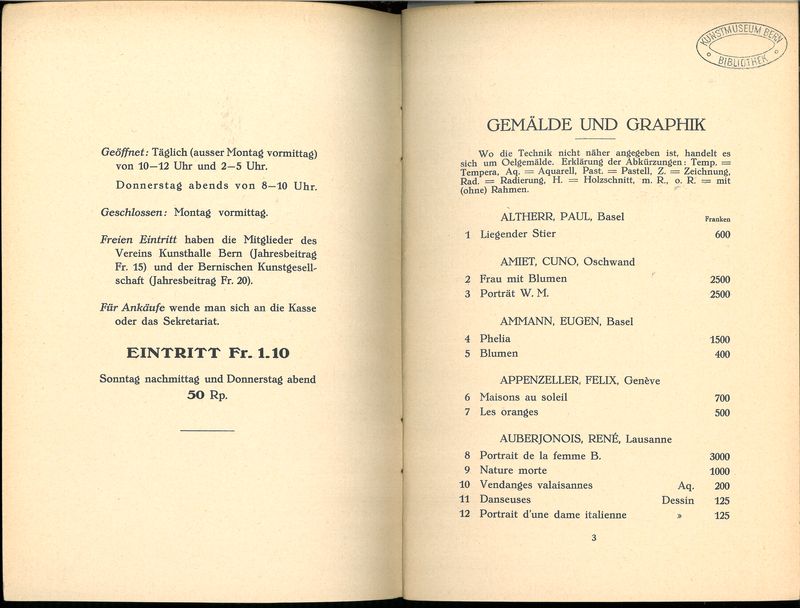 Geöffnet: Täglich (ausser Montag vormittag)
von 10—12 Uhr und 2—5 Uhr.
Donnerstag abends von 8—10 Uhr.
Geschlossen: Montag vormittag.
Freien Eintritt haben die Mitglieder des
Vereins Kunsthalle Bern (Jahresbeitrag
Fr. 15) und der Bernischen Kunstgesell-
schaft (Jahresbeitrag Fr. 20).
Für Ankäufe wende man sich an die Kasse
oder das Sekretariat.
EINTRITT Fr. 1.10
Sonntag nachmittag und Donnerstag abend
50 Rp.
KUNSTMUSEUM BERN
BIBLIOTHEK
GEMÄLDE UND GRAPHIK
Wo die Technik nicht näher angegeben ist, handelt es
sich um Oelgemälde. Erklärung der Abkürzungen: Temp. =
Tempera, Aq. = Aquarell, Past. = Pastell, Z. = Zeichnung,
Rad. = Radierung, H. = Holzschnitt, m. R., o. R. = mit
(ohne) Rahmen.
ALTHERR, PAUL, Basel Franken
1 Liegender Stier 600
AMIET, CUNO, Oschwand
2 Frau mit Blumen 2500
3 Porträt W. M. 2500
AMMANN, EUGEN, Basel
4 Phelia 1500
5 Blumen 400
APPENZELLER, FELIX, Genève
6 Maisons au soleil 700
7 Les oranges 500
AUBERJONOIS, RENÉ, Lausanne
8 Portrait de la femme B. 3000
9 Nature morte 1000
10 Vendanges valaisannes Aq. 200
11 Danseuses Dessin 125
12 Portrait d'une dame italienne » 125
3